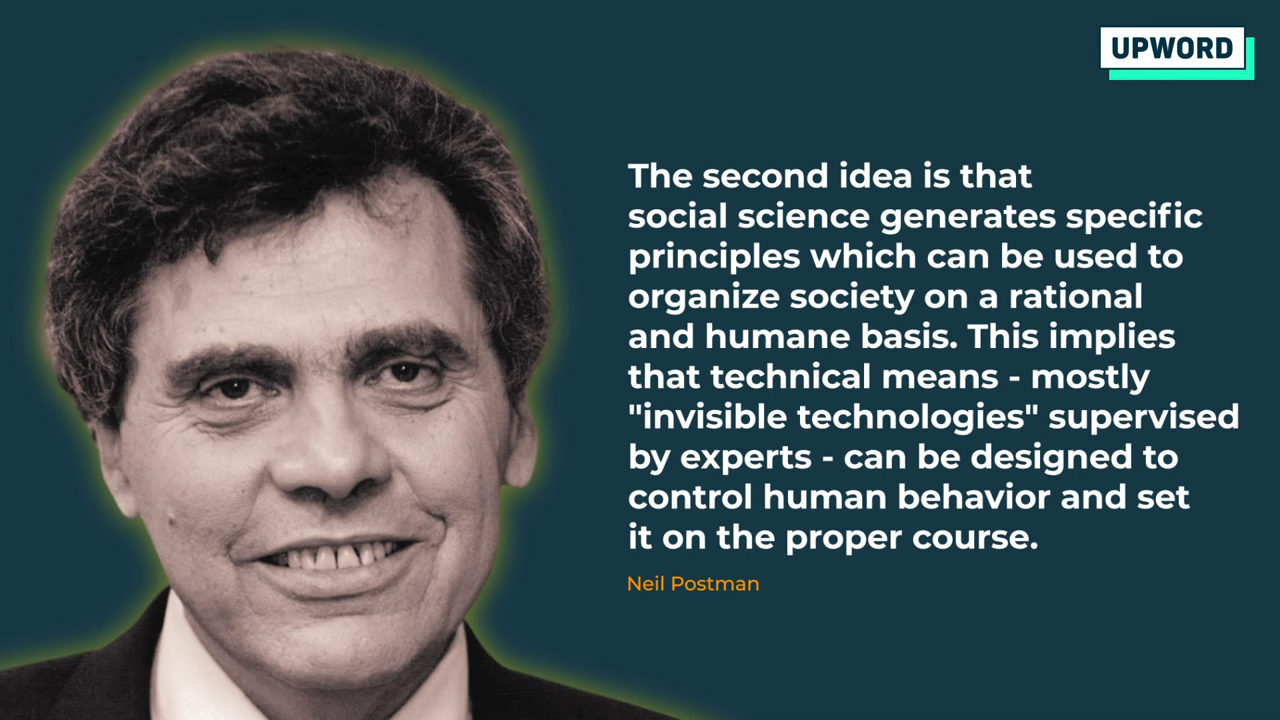 UPWORD
The second idea is that
social science generates specific
principles which can be used to
organize society on a rational
and humane basis. This implies
that technical means - mostly
"invisible technologies" supervised
by experts - can be designed to
control human behavior and set
it on the proper course.
Neil Postman